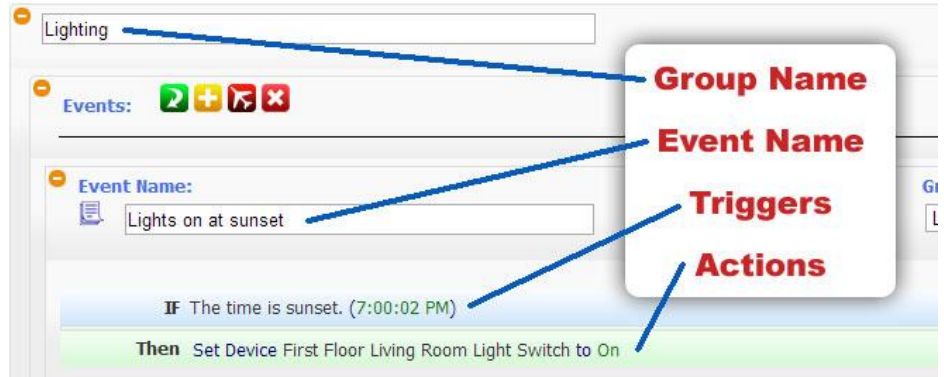 Lighting
Group Name
Events:
Event Name
Event Name:
Gr
Lights on at sunset
L
Triggers
Actions
IF The time is sunset. (7:00:02 PM)
Then Set Device First Floor Living Room Light Switch to On